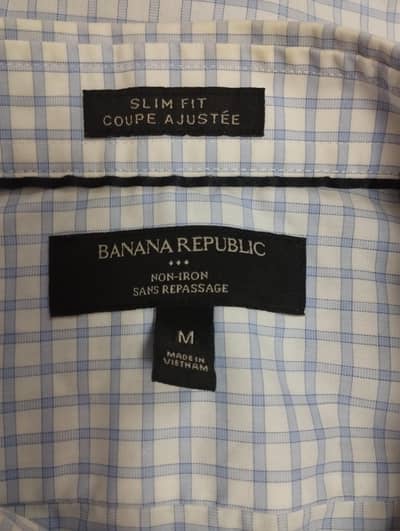 SLIM FIT
COUPE AJUSTÉE
BANANA REPUBLIC
NON-IRON
SANS REPASSAGE
M
MADE IN
VIETNAM